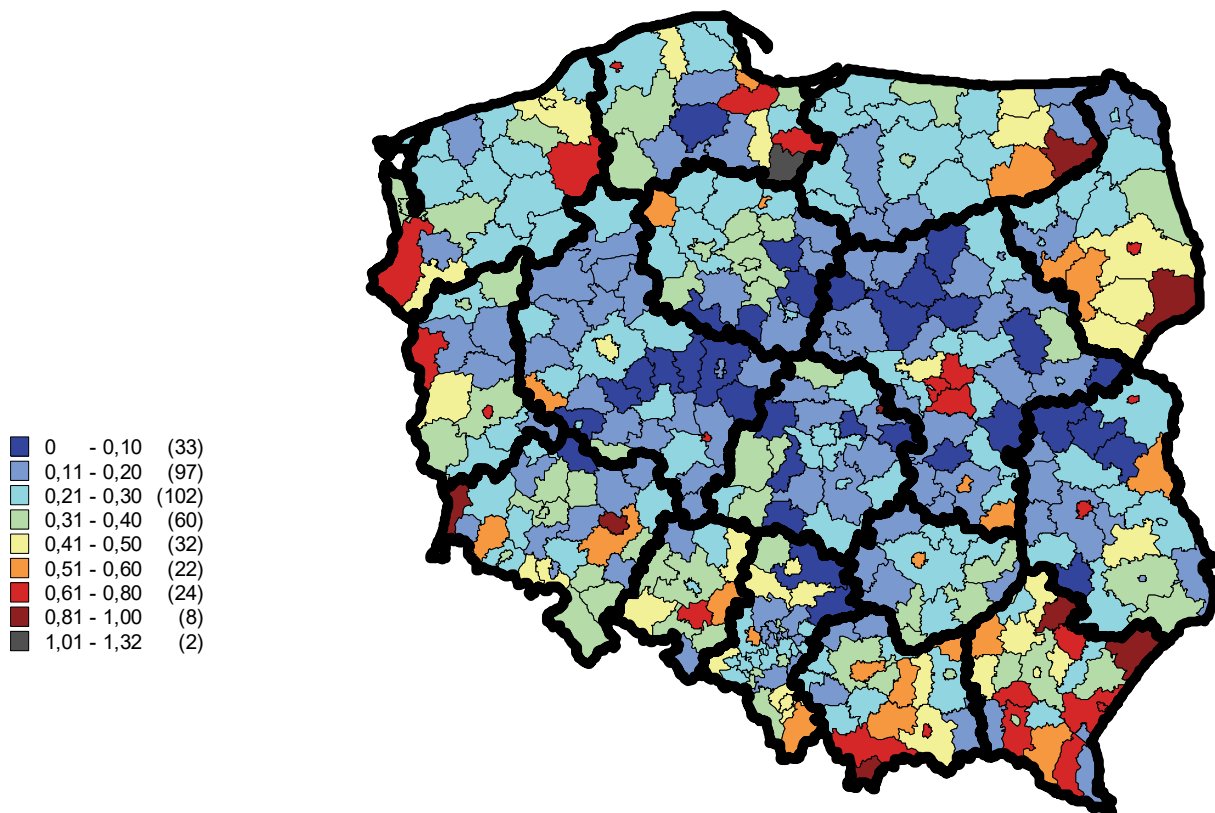 0 - 0,10 (33)
0,11 - 0,20 (97)
0,21 - 0,30 (102)
0,31 - 0,40 (60)
0,41 - 0,50 (32)
0,51 - 0,60 (22)
0,61 - 0,80 (24)
0,81 - 1,00 (8)
1,01 - 1,32 (2)